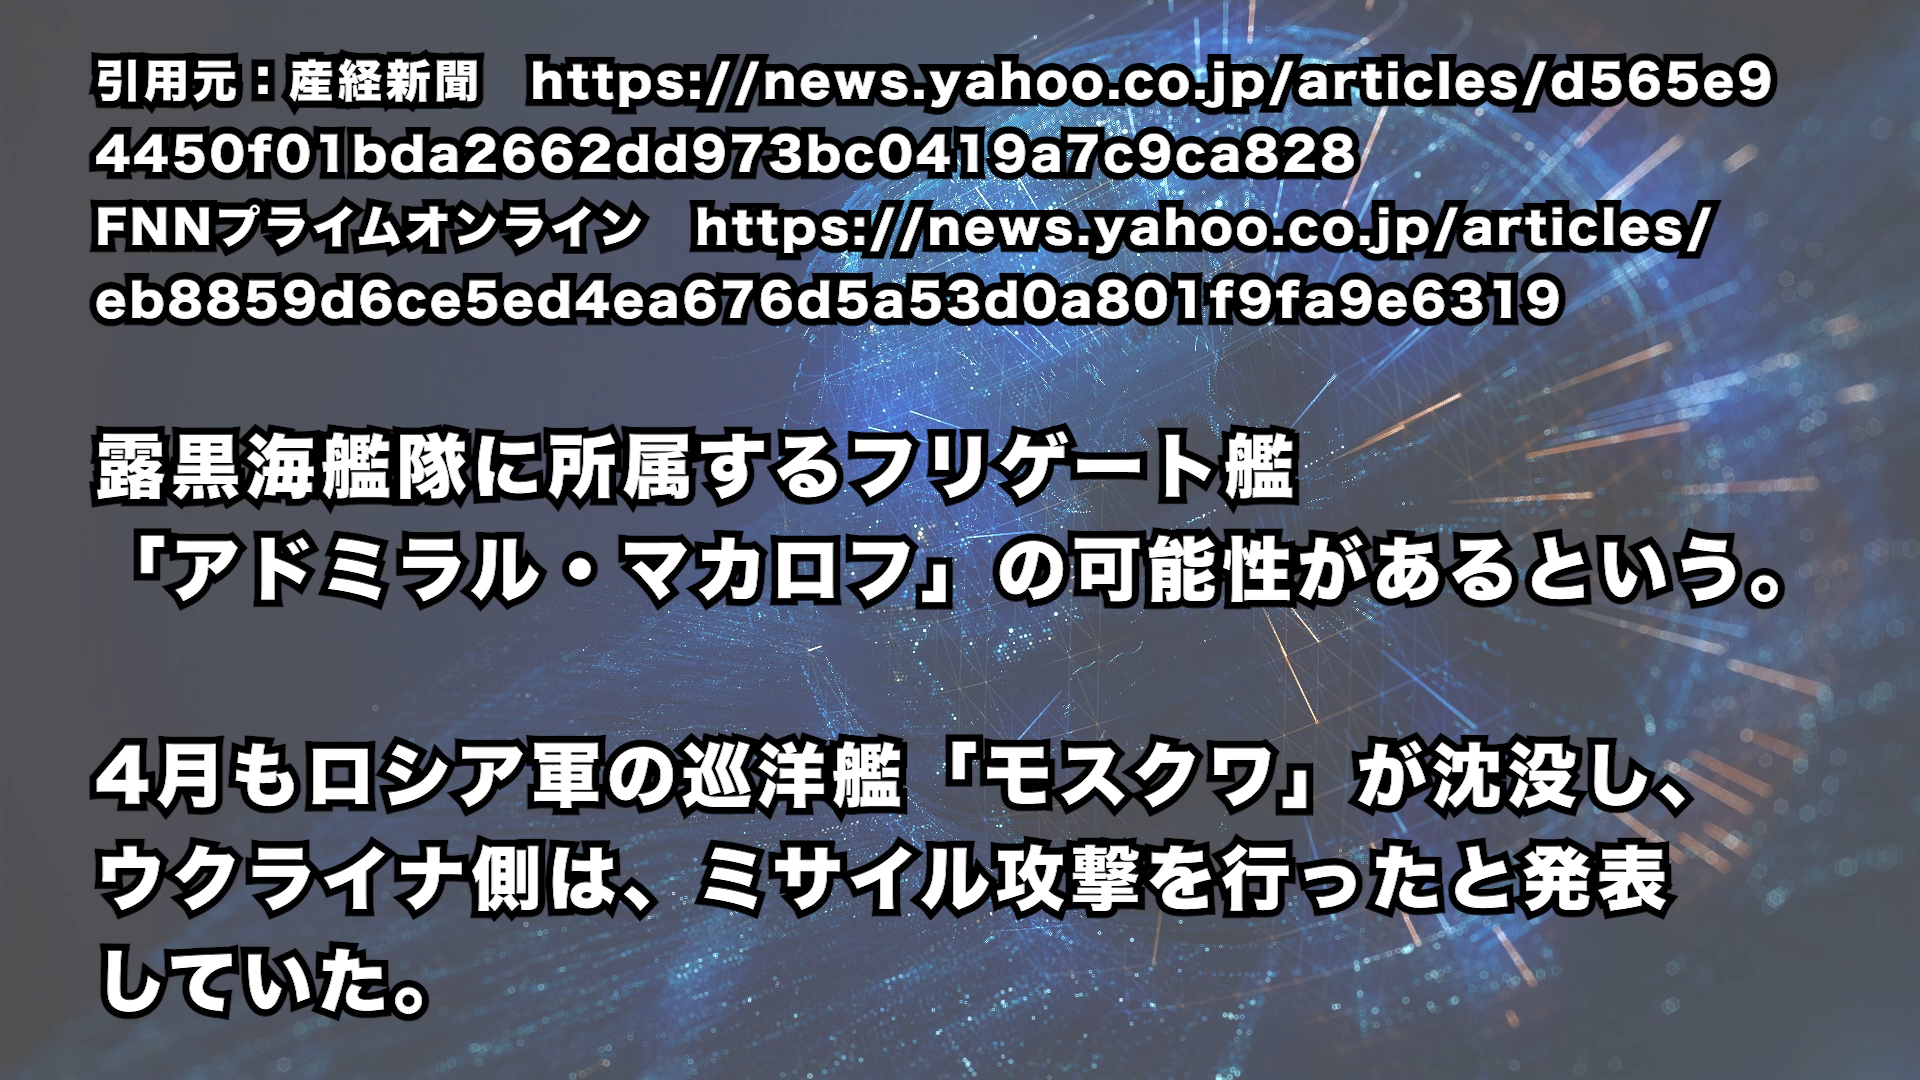 引用元：産経新聞　https://news.yahoo.co.jp/articles/d565e9
4450f01bda2662dd973bc0419a7c9ca828
FNNプライムオンライン　https://news.yahoo.co.jp/articles/
eb8859d6ce5ed4ea676d5a53d0a801f9fa9e6319
露黒海艦隊に所属するフリゲート艦
「アドミラル・マカロフ」の可能性があるという。
4月もロシア軍の巡洋艦「モスクワ」が沈没し、
ウクライナ側は、ミサイル攻撃を行ったと発表
していた。